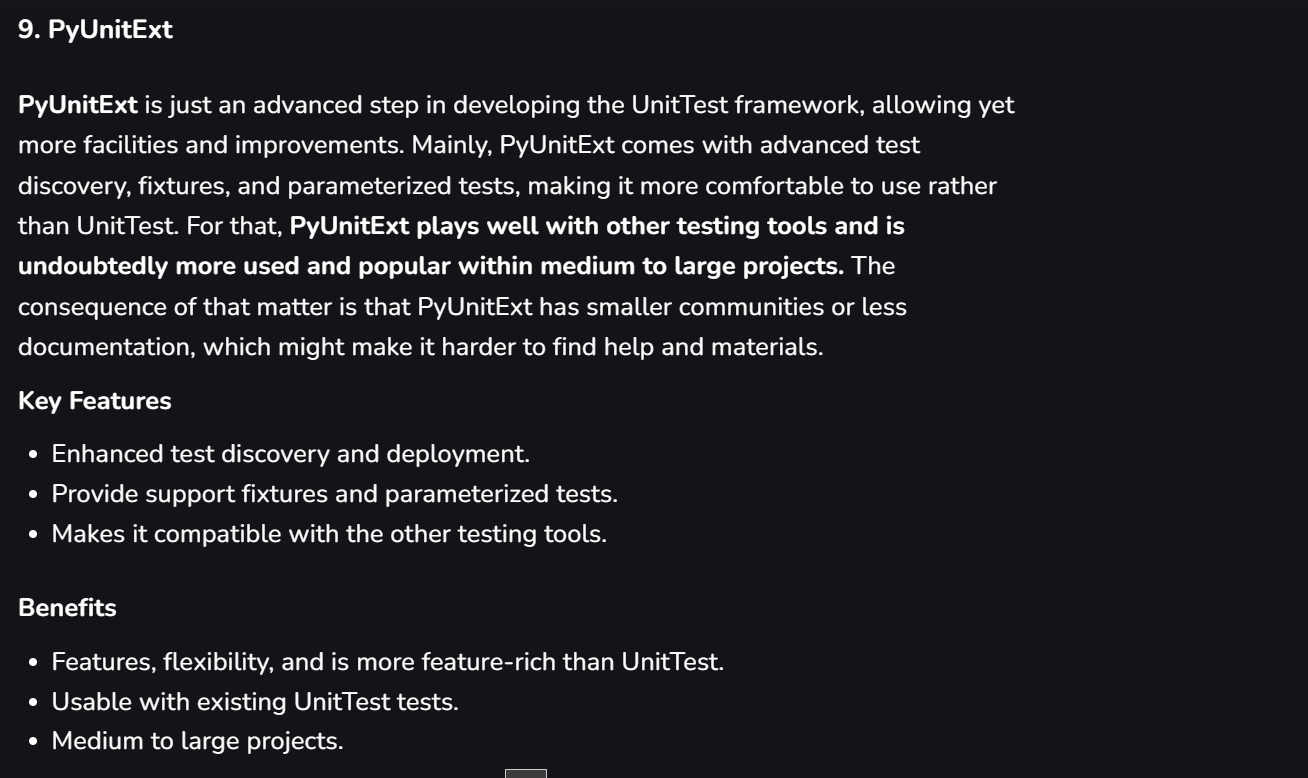 9. PyUnitExt
PyUnitExt is just an advanced step in developing the UnitTest framework, allowing yet
more facilities and improvements. Mainly, PyUnitExt comes with advanced test
discovery, fixtures, and parameterized tests, making it more comfortable to use rather
than UnitTest. For that, PyUnitExt plays well with other testing tools and is
undoubtedly more used and popular within medium to large projects. The
consequence of that matter is that PyUnitExt has smaller communities or less
documentation, which might make it harder to find help and materials.
Key Features
• Enhanced test discovery and deployment.
• Provide support fixtures and parameterized tests.
• Makes it compatible with the other testing tools.
Benefits
• Features, flexibility, and is more feature-rich than UnitTest.
• Usable with existing UnitTest tests.
• Medium to large projects.